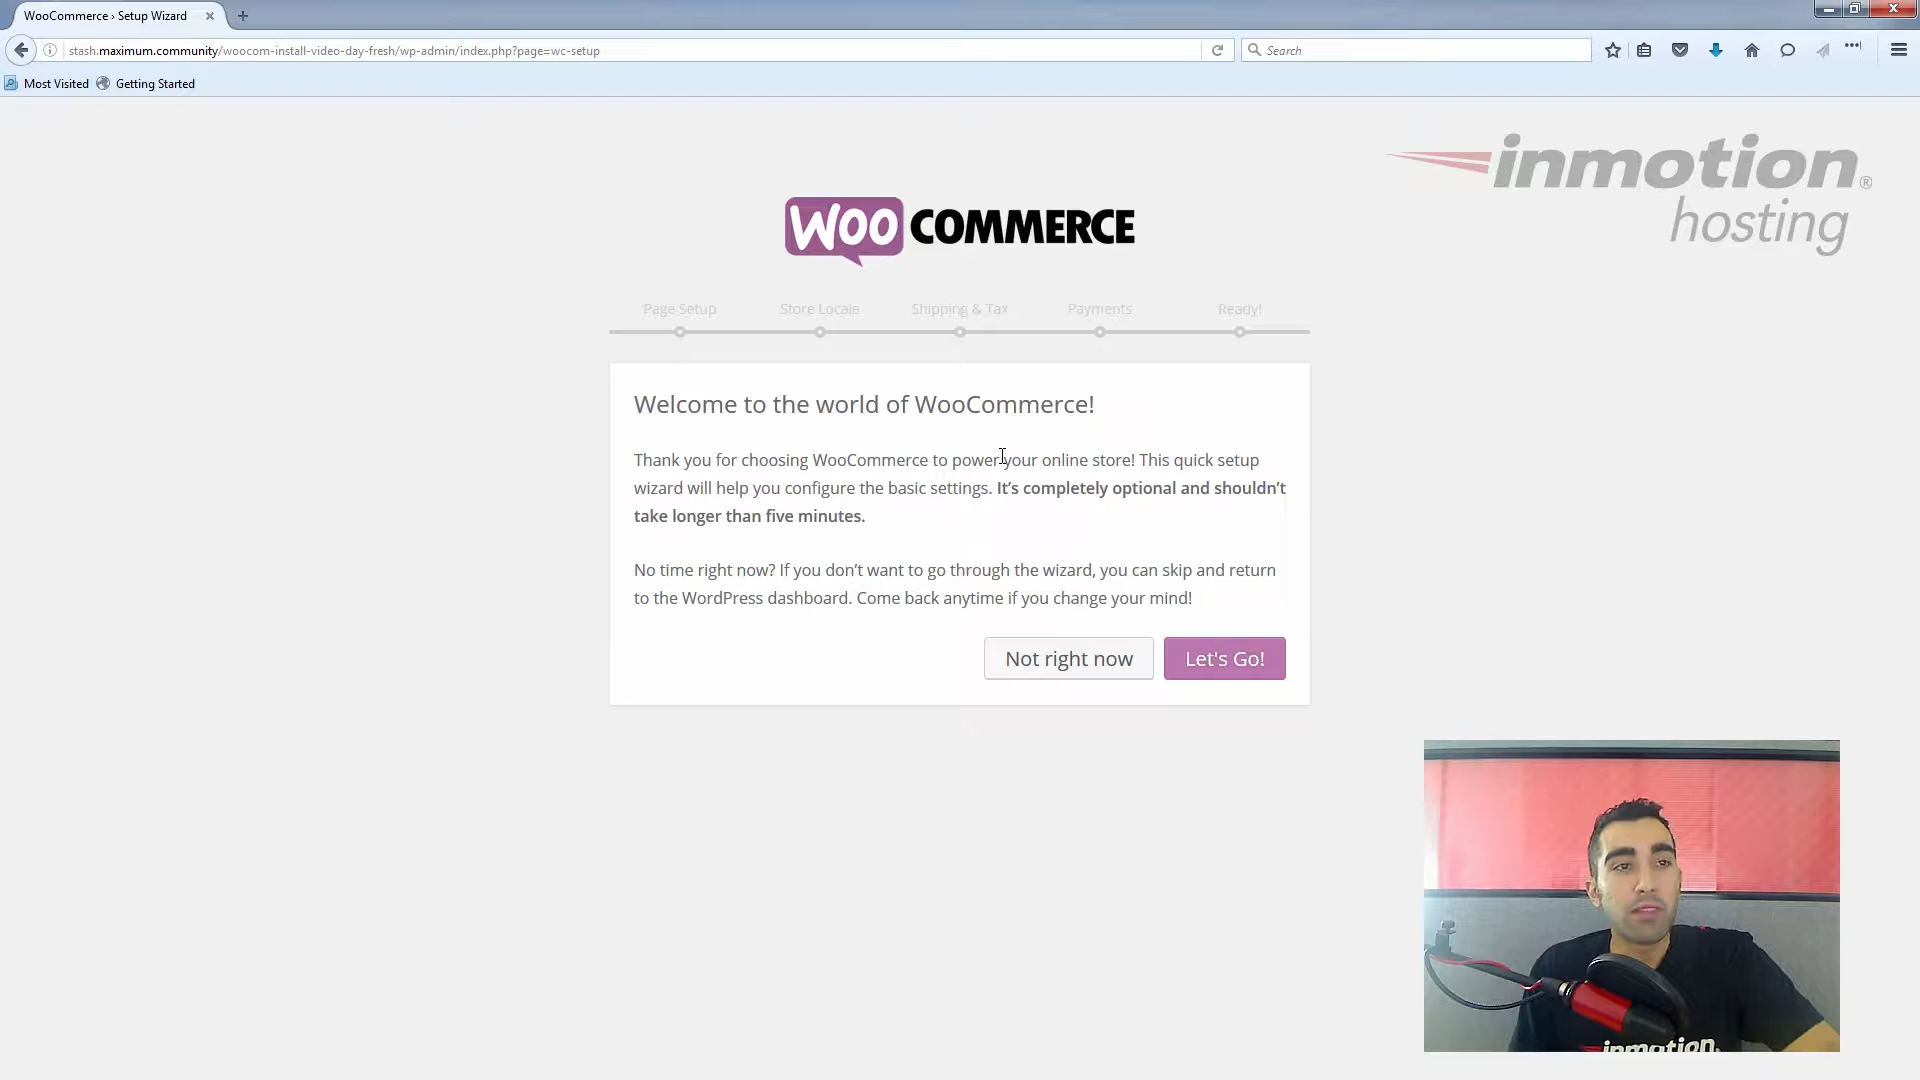 WooCommerce › Setup Wizard
stash.maximum.community/woocom-install-video-day-fresh/wp-admin/index.php?page=wc-setup
Search
Most Visited
Getting Started
inmotion®
hosting
WOO COMMERCE
Page Setup
Store Locale
Shipping & Tax
Payments
Ready!
Welcome to the world of WooCommerce!
Thank you for choosing WooCommerce to power your online store! This quick setup
wizard will help you configure the basic settings. It’s completely optional and shouldn’t
take longer than five minutes.
No time right now? If you don’t want to go through the wizard, you can skip and return
to the WordPress dashboard. Come back anytime if you change your mind!
Not right now
Let's Go!
inmotion